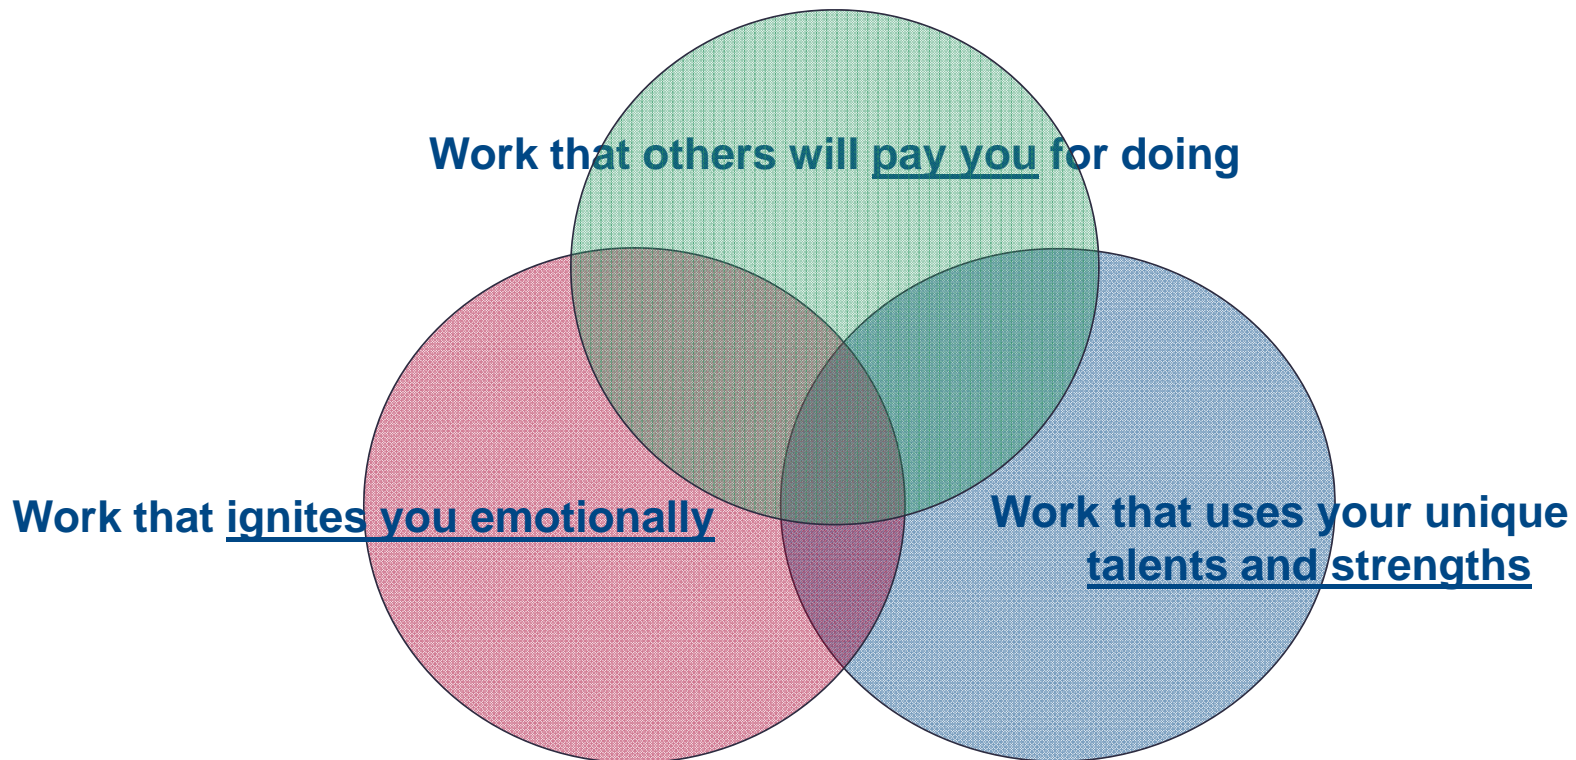 Work that others will pay you for doing
Work that ignites you emotionally
Work that uses your unique
talents and strengths